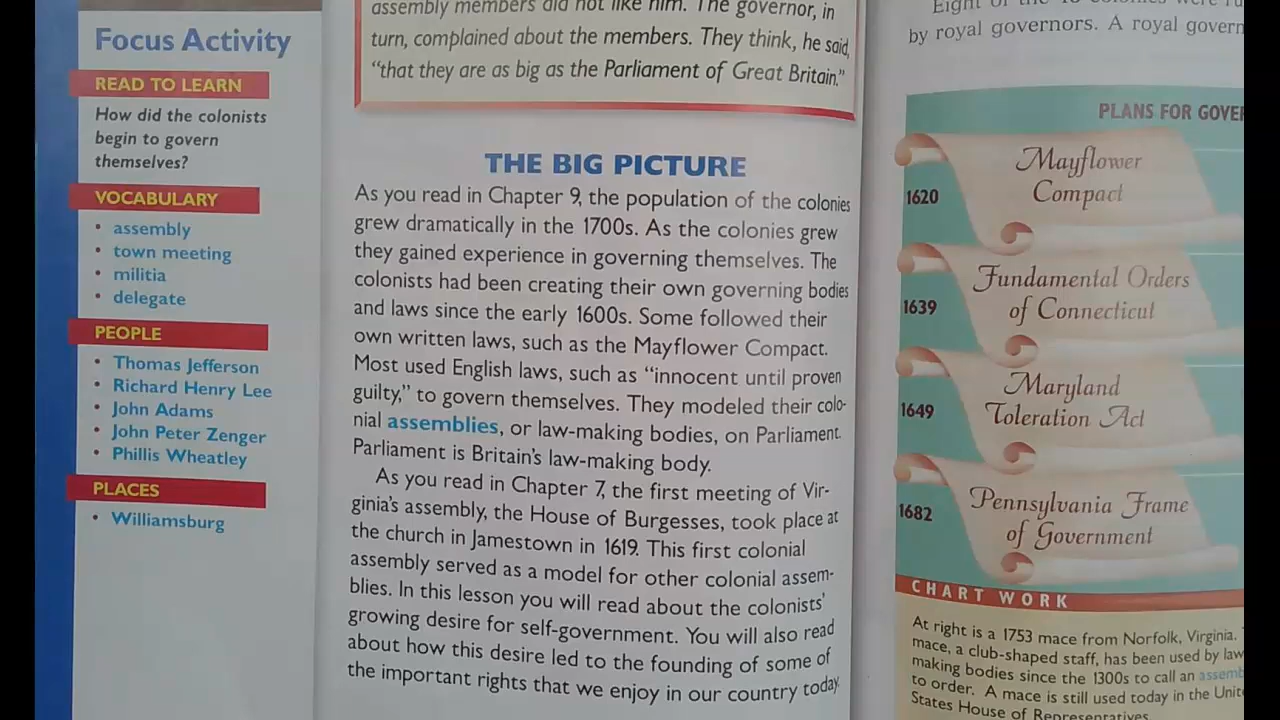 Focus Activity
READ TO LEARN
How did the colonists
begin to govern
themselves?
VOCABULARY
• assembly
• town meeting
• militia
• delegate
PEOPLE
• Thomas Jefferson
• Richard Henry Lee
• John Adams
• John Peter Zenger
• Phillis Wheatley
PLACES
• Williamsburg
assembly members did not like him. The governor, in
turn, complained about the members. They think, he said,
"that they are as big as the Parliament of Great Britain."
THE BIG PICTURE
As you read in Chapter 9, the population of the colonies
grew dramatically in the 1700s. As the colonies grew
they gained experience in governing themselves. The
colonists had been creating their own governing bodies
and laws since the early 1600s. Some followed their
own written laws, such as the Mayflower Compact.
Most used English laws, such as "innocent until proven
guilty," to govern themselves. They modeled their colo-
nial assemblies, or law-making bodies, on Parliament.
Parliament is Britain's law-making body.
As you read in Chapter 7, the first meeting of Vir-
ginia's assembly, the House of Burgesses, took place at
the church in Jamestown in 1619. This first colonial
assembly served as a model for other colonial assem-
blies. In this lesson you will read about the colonists'
growing desire for self-government. You will also read
about how this desire led to the founding of some of
the important rights that we enjoy in our country today.
Eight of the colonies were
by royal governors. A royal govern
PLANS FOR GOVER
1620
Mayflower
Compact
1639
Fundamental Orders
of Connecticut
1649
Maryland
Toleration Act
1682
Pennsylvania Frame
of Government
CHART WORK
At right is a 1753 mace from Norfolk, Virginia.
mace, a club-shaped staff, has been used by law
making bodies since the 1300s to call an assemb
to order. A mace is still used today in the Unit
States House of Representatives.